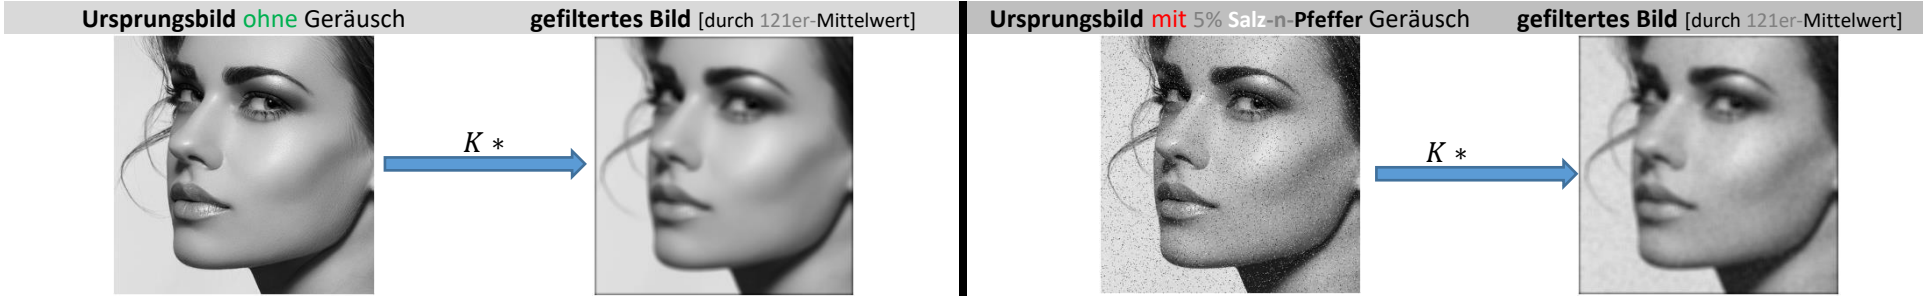 Ursprungsbild ohne Geräusch
gefiltertes Bild [durch 121er-Mittelwert]
K *
Ursprungsbild mit 5% Salz-n-Pfeffer Geräusch
gefiltertes Bild [durch 121er-Mittelwert]
K *